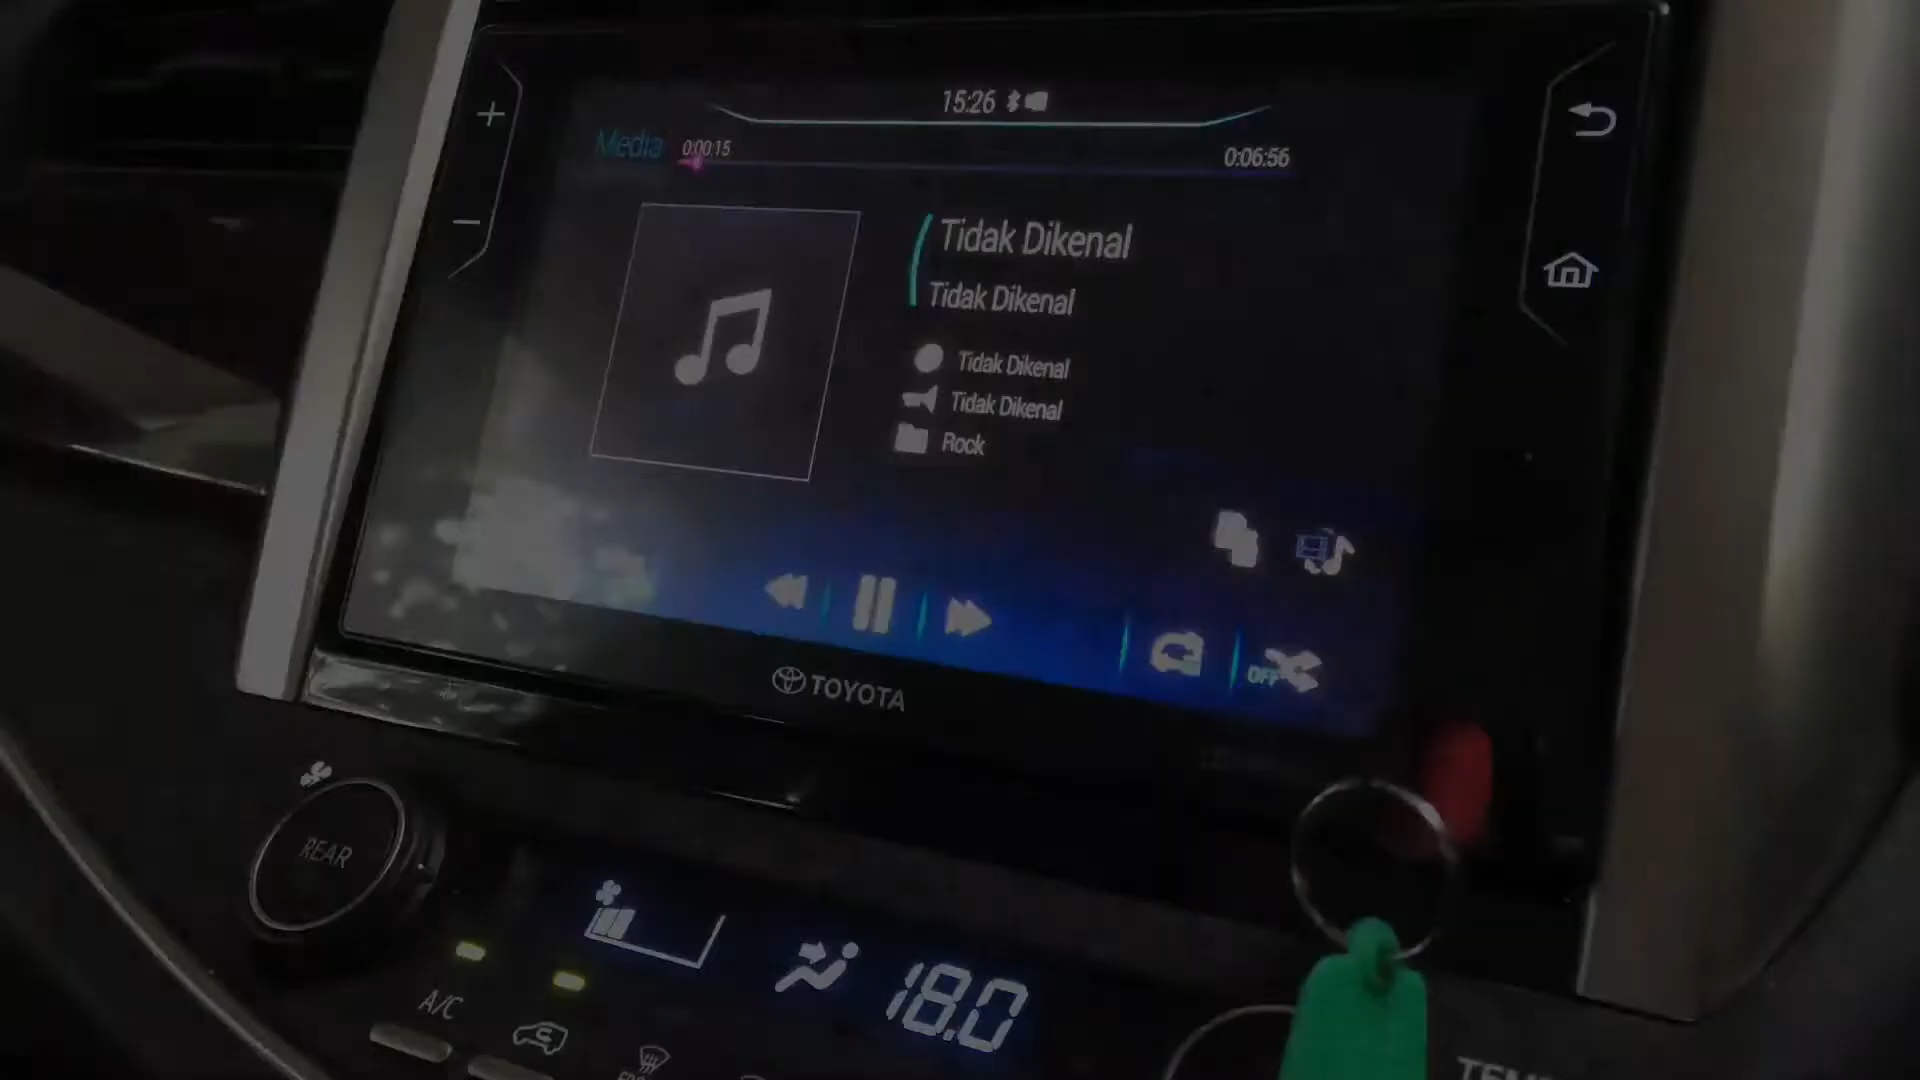 15:26
Media 0:00:15 0:06:56
Tidak Dikenal
Tidak Dikenal
Tidak Dikenal
Tidak Dikenal
Rock
OFF
TOYOTA
REAR
A/C
18.0